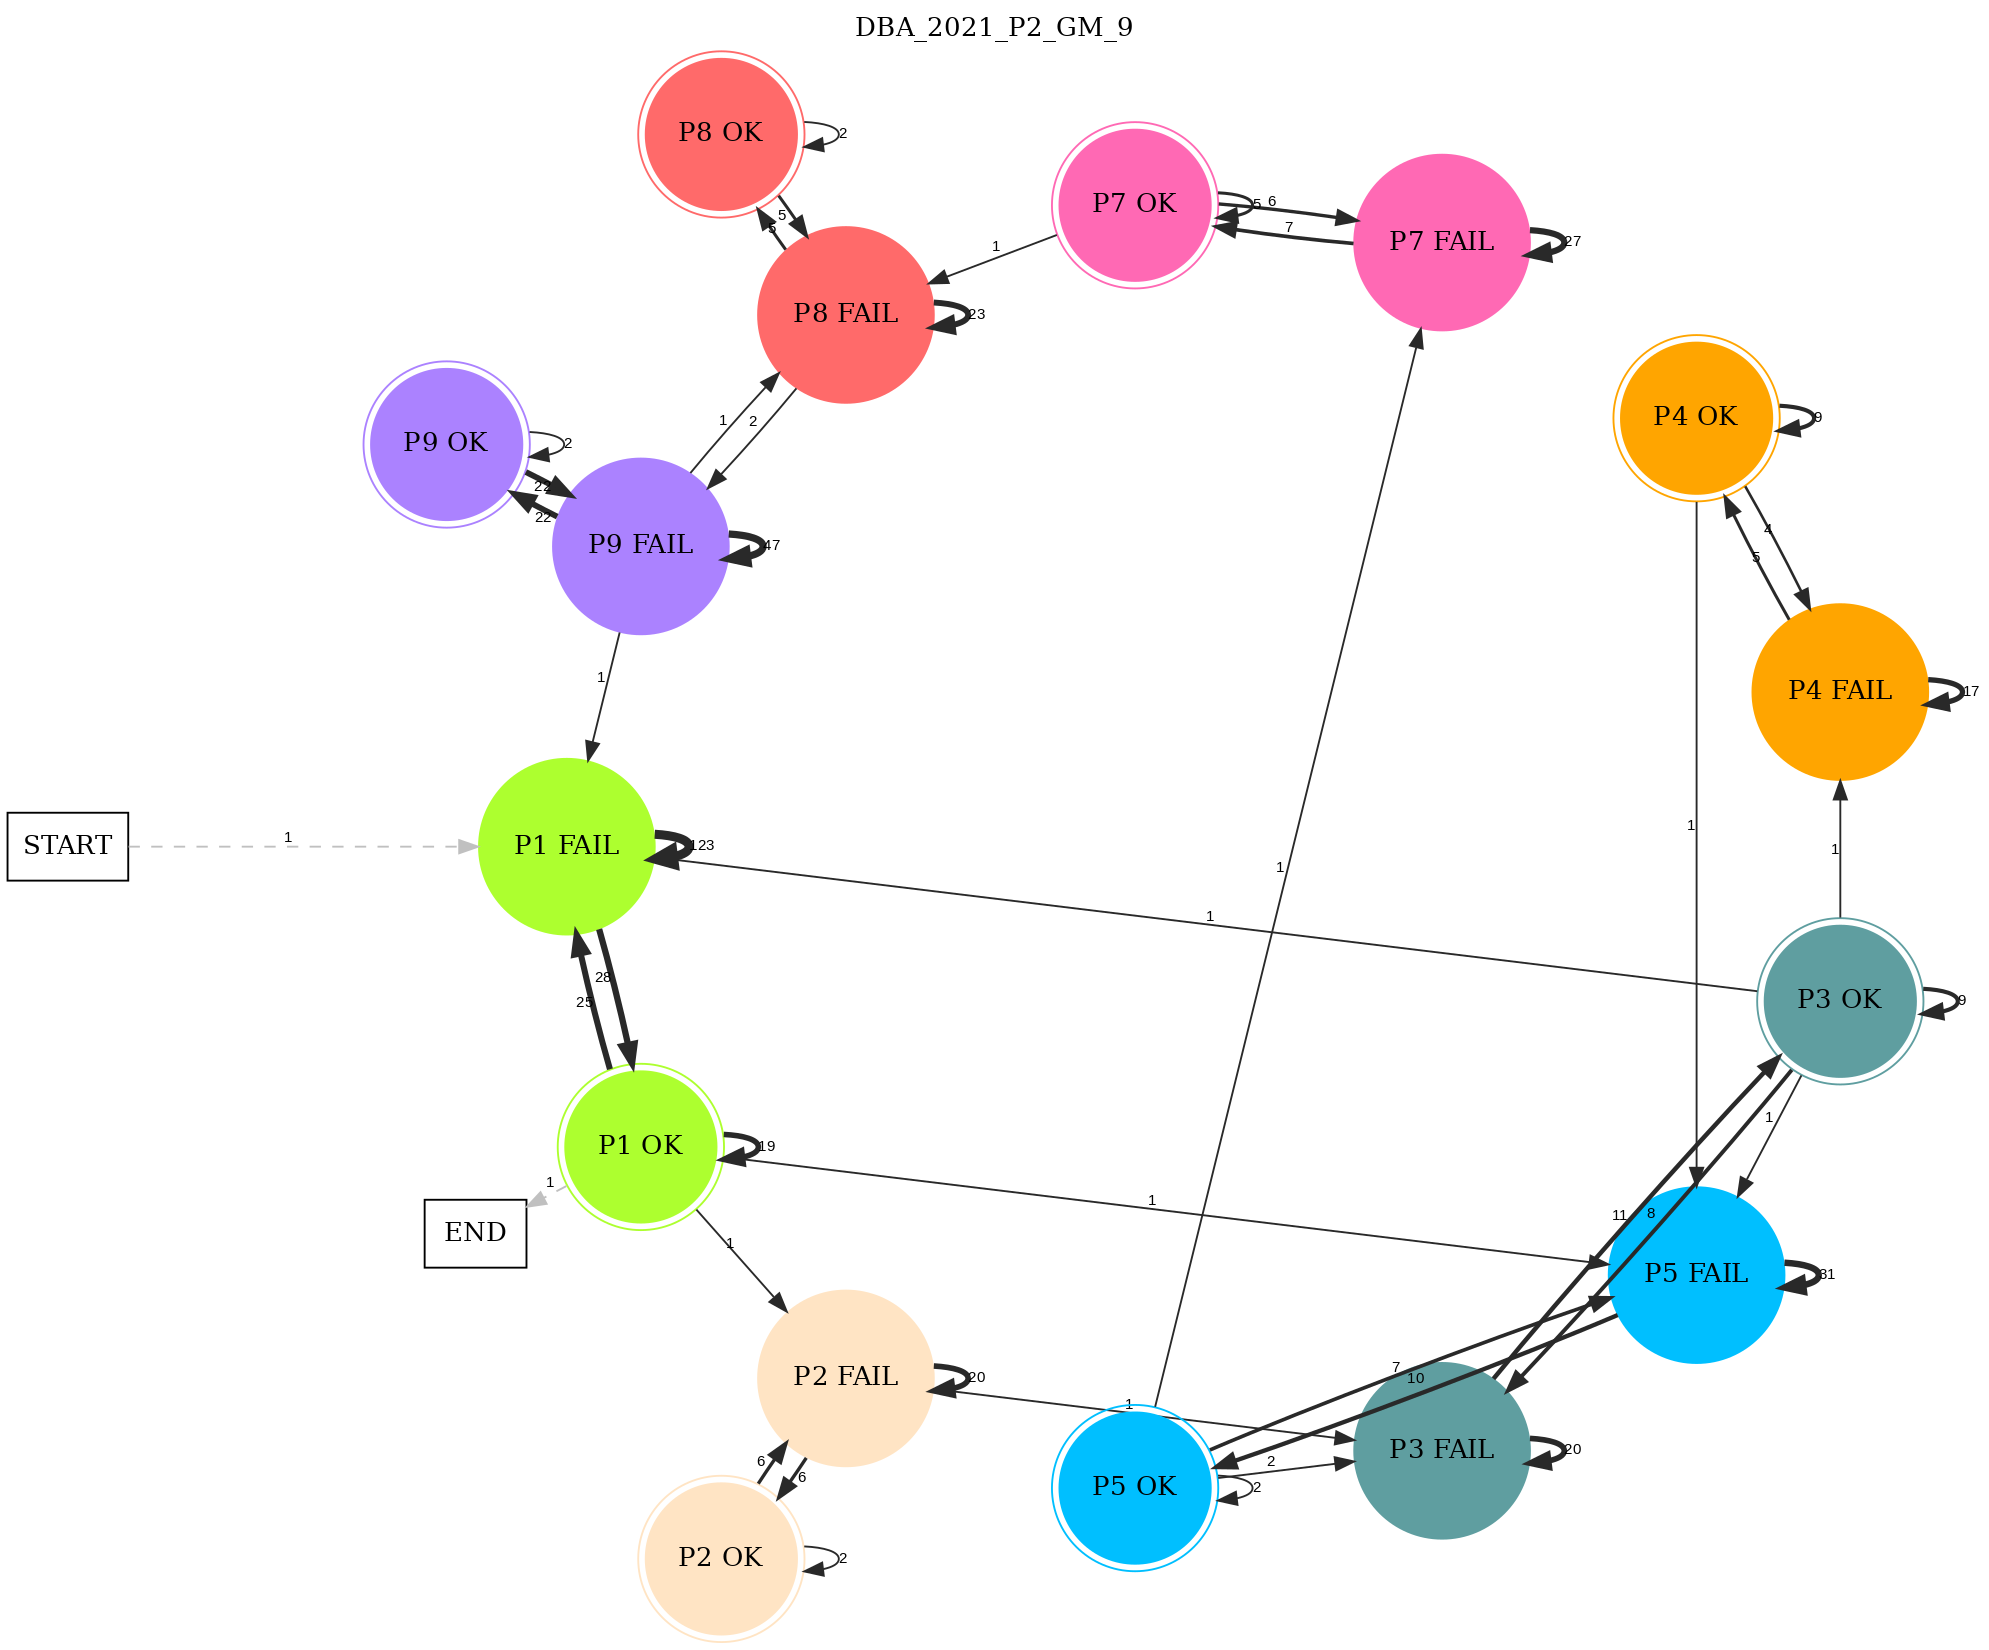 DBA_2021_P2_GM_9
P8 OK
2
5
5
P7 OK
5
6
7
P7 FAIL
27
1
P8 FAIL
23
P9 OK
2
1
2
22
22
P9 FAIL
47
P4 OK
9
4
5
P4 FAIL
17
1
1
1
1
START
1
P1 FAIL
123
1
P3 OK
9
28
25
1
P1 OK
19
1
1
END
1
11
8
P5 FAIL
31
P2 FAIL
20
1
7
10
6
6
P5 OK
2
2
P3 FAIL
20
P2 OK
2